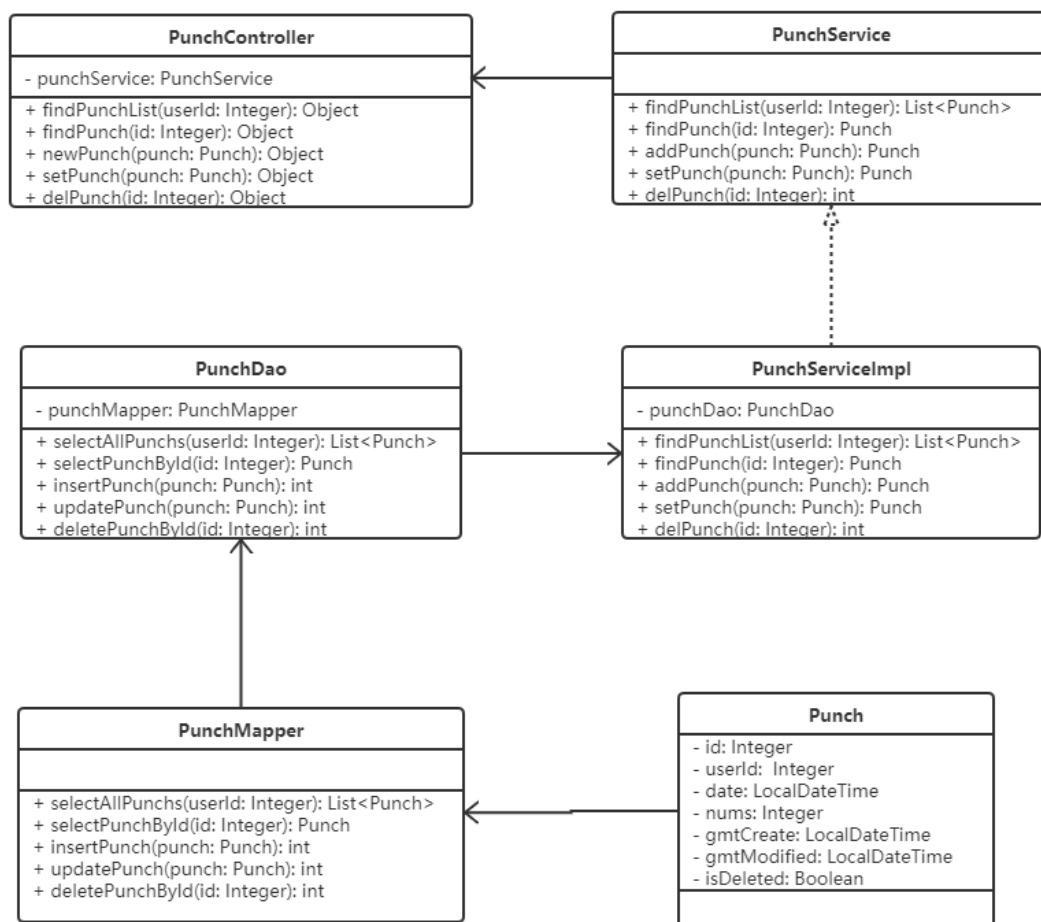 PunchController
- punchService: PunchService
+ findPunchList(userId: Integer): Object
+ findPunch(id: Integer): Object
+ newPunch(punch: Punch): Object
+ setPunch(punch: Punch): Object
+ delPunch(id: Integer): Object
PunchService
+ findPunchList(userId: Integer): List<Punch>
+ findPunch(id: Integer): Punch
+ addPunch(punch: Punch): Punch
+ setPunch(punch: Punch): Punch
+ delPunch(id: Integer): int
PunchDao
- punchMapper: PunchMapper
+ selectAllPunchs(userId: Integer): List<Punch>
+ selectPunchById(id: Integer): Punch
+ insertPunch(punch: Punch): int
+ updatePunch(punch: Punch): int
+ deletePunchById(id: Integer): int
PunchServiceImpl
- punchDao: PunchDao
+ findPunchList(userId: Integer): List<Punch>
+ findPunch(id: Integer): Punch
+ addPunch(punch: Punch): Punch
+ setPunch(punch: Punch): Punch
+ delPunch(id: Integer): int
PunchMapper
+ selectAllPunchs(userId: Integer): List<Punch>
+ selectPunchById(id: Integer): Punch
+ insertPunch(punch: Punch): int
+ updatePunch(punch: Punch): int
+ deletePunchById(id: Integer): int
Punch
- id: Integer
- userId: Integer
- date: LocalDateTime
- nums: Integer
- gmtCreate: LocalDateTime
- gmtModified: LocalDateTime
- isDeleted: Boolean